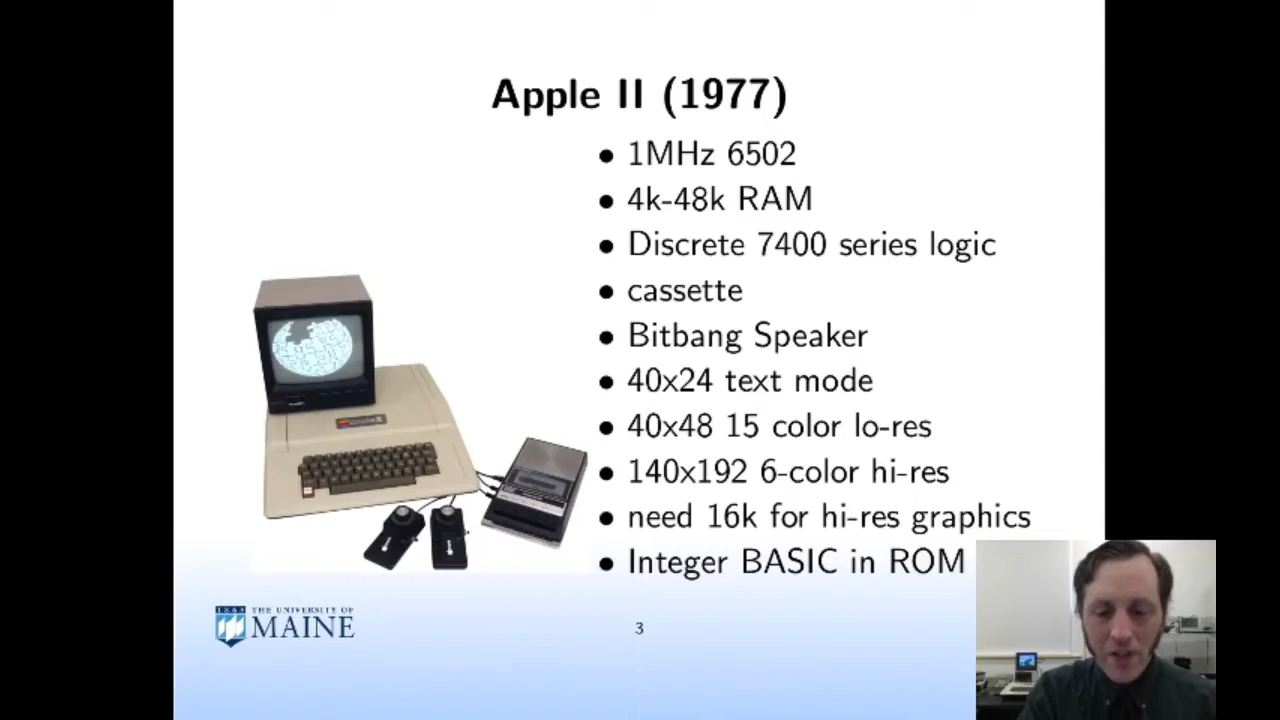 Apple II (1977)
• 1MHz 6502
• 4k-48k RAM
• Discrete 7400 series logic
• cassette
• Bitbang Speaker
• 40x24 text mode
• 40x48 15 color lo-res
• 140x192 6-color hi-res
• need 16k for hi-res graphics
• Integer BASIC in ROM
1865
THE UNIVERSITY OF
MAINE
3